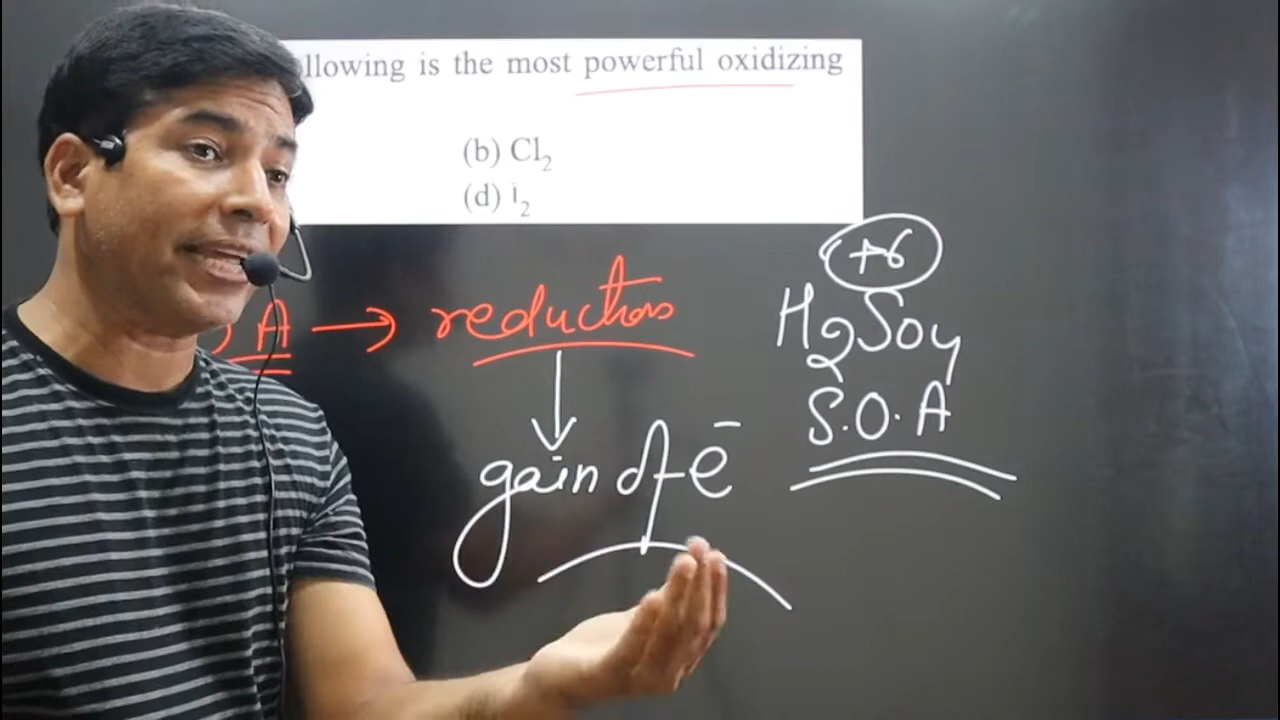 llowing is the most powerful oxidizing
(b) Cl₂
(d) i₂
+6
A → reduction
H₂SO₄
S.O.A
gain of e⁻